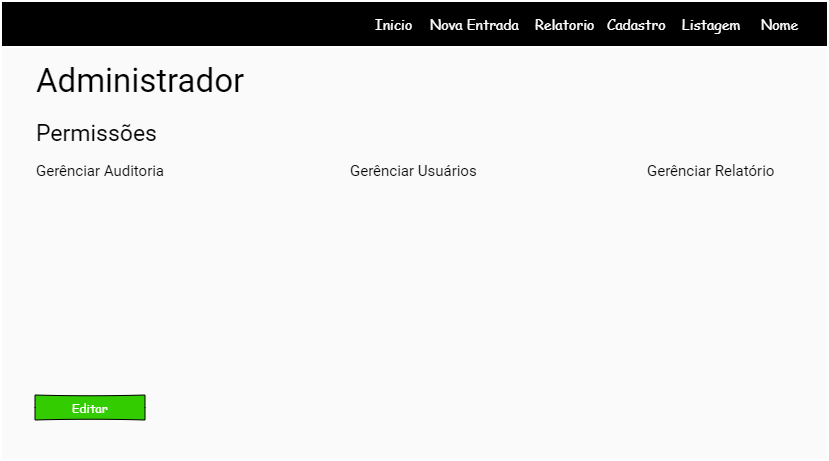 Inicio Nova Entrada Relatorio Cadastro Listagem Nome
Administrador
Permissões
Gerênciar Auditoria Gerênciar Usuários Gerênciar Relatório
Editar